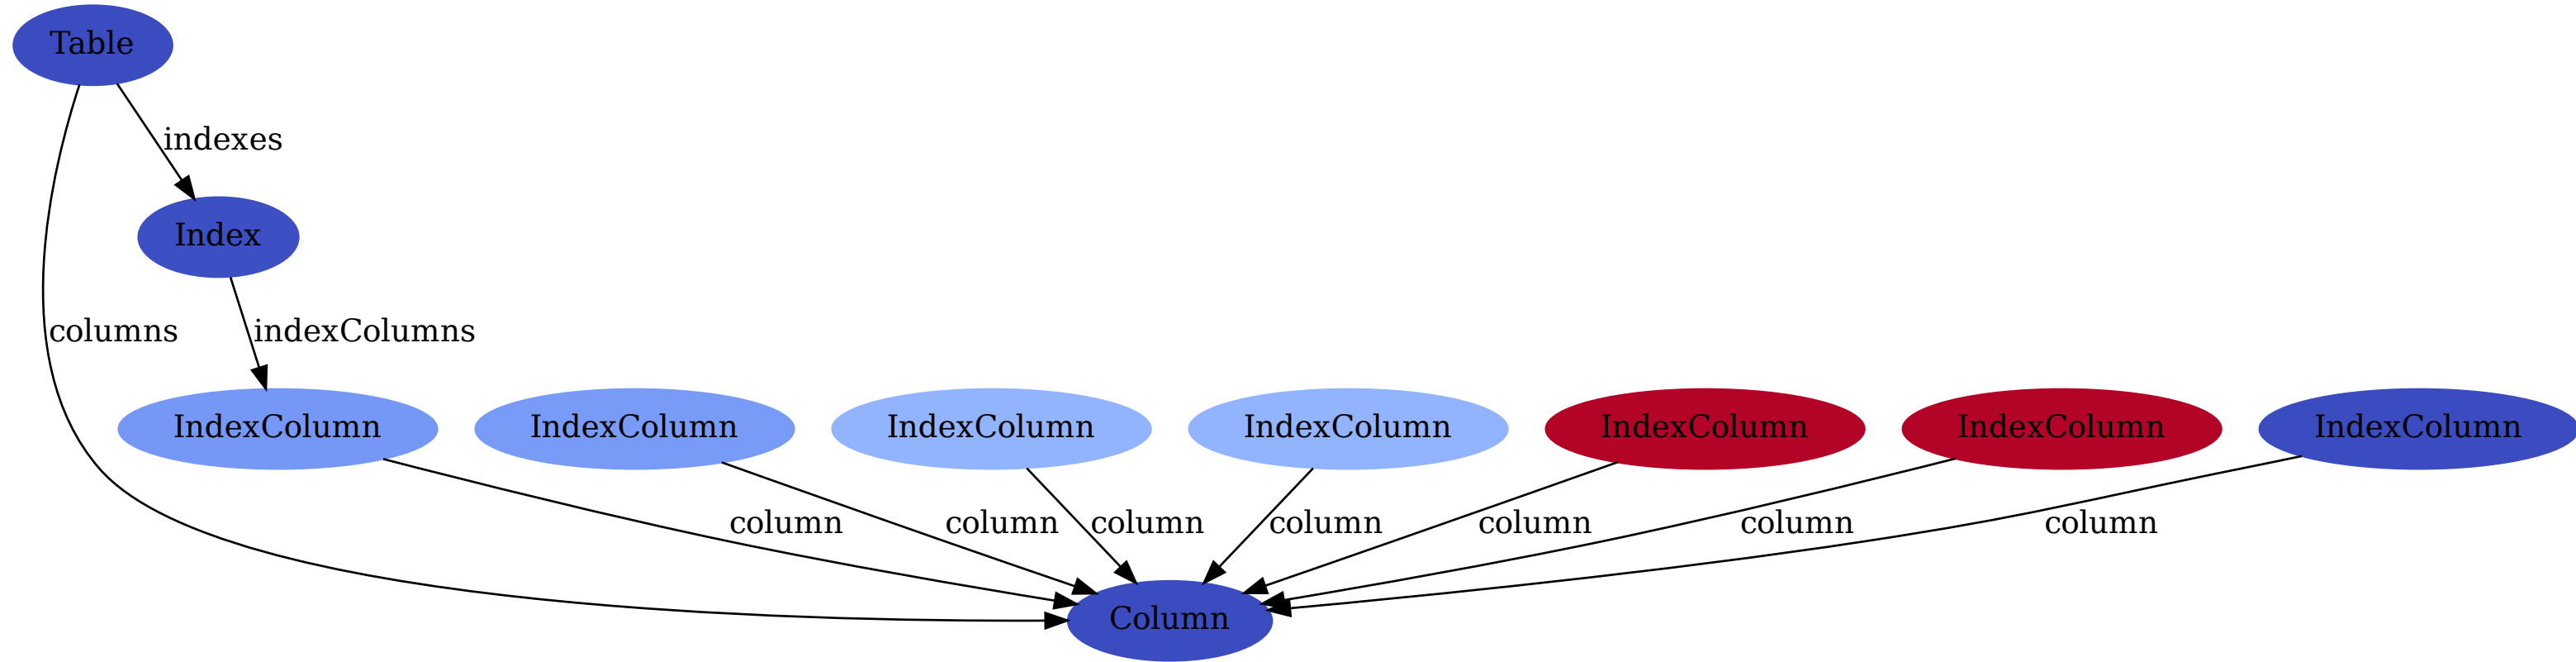 Table
indexes
Index
columns
indexColumns
IndexColumn
IndexColumn
IndexColumn
IndexColumn
IndexColumn
IndexColumn
IndexColumn
column
column
column
column
column
column
column
Column